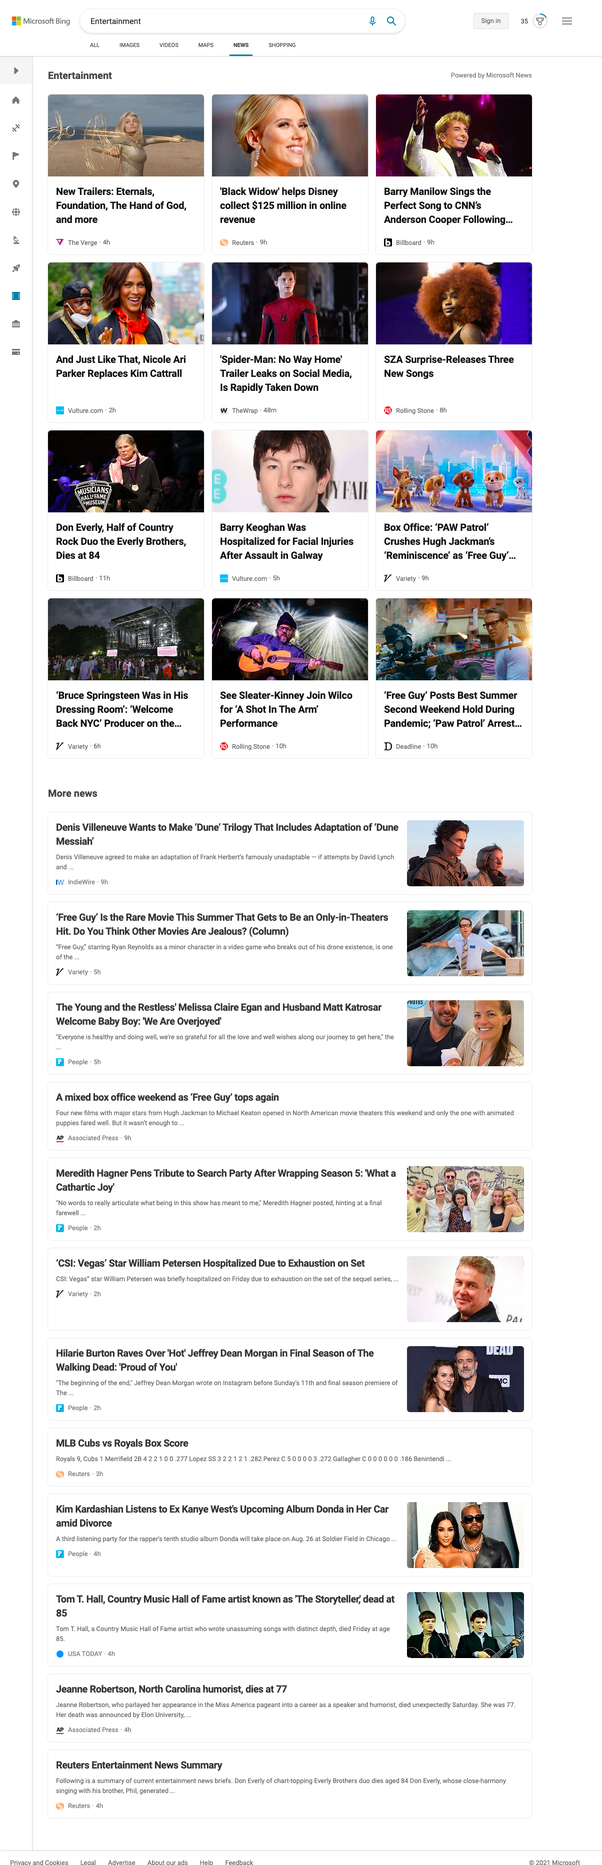 Microsoft Bing
Entertainment
Sign in
35
ALL
IMAGES
VIDEOS
MAPS
NEWS
SHOPPING
Entertainment
Powered by Microsoft News
New Trailers: Eternals,
Foundation, The Hand of God,
and more
The Verge · 4h
'Black Widow' helps Disney
collect $125 million in online
revenue
Reuters · 9h
Barry Manilow Sings the
Perfect Song to CNN's
Anderson Cooper Following...
Billboard · 9h
And Just Like That, Nicole Ari
Parker Replaces Kim Cattrall
Vulture.com · 2h
'Spider-Man: No Way Home'
Trailer Leaks on Social Media,
Is Rapidly Taken Down
TheWrap · 48m
SZA Surprise-Releases Three
New Songs
Rolling Stone · 8h
MUSICIANS
HALL OF FAME
MUSEUM
Don Everly, Half of Country
Rock Duo the Everly Brothers,
Dies at 84
Billboard · 11h
Barry Keoghan Was
Hospitalized for Facial Injuries
After Assault in Galway
Vulture.com · 5h
Box Office: 'PAW Patrol'
Crushes Hugh Jackman's
'Reminiscence' as 'Free Guy'...
Variety · 9h
'Bruce Springsteen Was in His
Dressing Room': 'Welcome
Back NYC' Producer on the...
Variety · 6h
See Sleater-Kinney Join Wilco
for 'A Shot In The Arm'
Performance
Rolling Stone · 10h
'Free Guy' Posts Best Summer
Second Weekend Hold During
Pandemic; 'Paw Patrol' Arrest...
Deadline · 10h
More news
Denis Villeneuve Wants to Make 'Dune' Trilogy That Includes Adaptation of 'Dune
Messiah'
Denis Villeneuve agreed to make an adaptation of Frank Herbert's famously unadaptable — if attempts by David Lynch
and ...
IndieWire · 9h
'Free Guy' Is the Rare Movie This Summer That Gets to Be an Only-in-Theaters
Hit. Do You Think Other Movies Are Jealous? (Column)
"Free Guy," starring Ryan Reynolds as a minor character in a video game who breaks out of his drone existence, is one
of the ...
Variety · 5h
The Young and the Restless' Melissa Claire Egan and Husband Matt Katrosar
Welcome Baby Boy: 'We Are Overjoyed'
"Everyone is healthy and doing well, we're so grateful for all the love and well wishes along our journey to get here," the
...
People · 5h
A mixed box office weekend as 'Free Guy' tops again
Four new films with major stars from Hugh Jackman to Michael Keaton opened in North American movie theaters this weekend and only the one with animated
puppies fared well. But it wasn't enough to ...
Associated Press · 9h
Meredith Hagner Pens Tribute to Search Party After Wrapping Season 5: 'What a
Cathartic Joy'
"No words to really articulate what being in this show has meant to me," Meredith Hagner posted, hinting at a final
farewell ...
People · 2h
'CSI: Vegas' Star William Petersen Hospitalized Due to Exhaustion on Set
CSI: Vegas" star William Petersen was briefly hospitalized on Friday due to exhaustion on the set of the sequel series, ...
Variety · 2h
Hilarie Burton Raves Over 'Hot' Jeffrey Dean Morgan in Final Season of The
Walking Dead: 'Proud of You'
"The beginning of the end," Jeffrey Dean Morgan wrote on Instagram before Sunday's 11th and final season premiere of
The ...
People · 2h
DEAD
MLB Cubs vs Royals Box Score
Royals 9, Cubs 1 Merrifield 2B 4 2 2 1 0 0 .277 Lopez SS 3 2 2 1 2 1 .282 Perez C 5 0 0 0 0 3 .272 Gallagher C 0 0 0 0 0 0 .186 Benintendi ...
Reuters · 3h
Kim Kardashian Listens to Ex Kanye West's Upcoming Album Donda in Her Car
amid Divorce
A third listening party for the rapper's tenth studio album Donda will take place on Aug. 26 at Soldier Field in Chicago ...
People · 4h
Tom T. Hall, Country Music Hall of Fame artist known as 'The Storyteller,' dead at
85
Tom T. Hall, a Country Music Hall of Fame artist who wrote unassuming songs with distinct depth, died Friday at age
85.
USA TODAY · 4h
Jeanne Robertson, North Carolina humorist, dies at 77
Jeanne Robertson, who parlayed her appearance in the Miss America pageant into a career as a speaker and humorist, died unexpectedly Saturday. She was 77.
Her death was announced by Elon University, ...
Associated Press · 4h
Reuters Entertainment News Summary
Following is a summary of current entertainment news briefs. Don Everly of chart-topping Everly Brothers duo dies aged 84 Don Everly, whose close-harmony
singing with his brother, Phil, generated ...
Reuters · 4h
Privacy and Cookies
Legal
Advertise
About our ads
Help
Feedback
© 2021 Microsoft